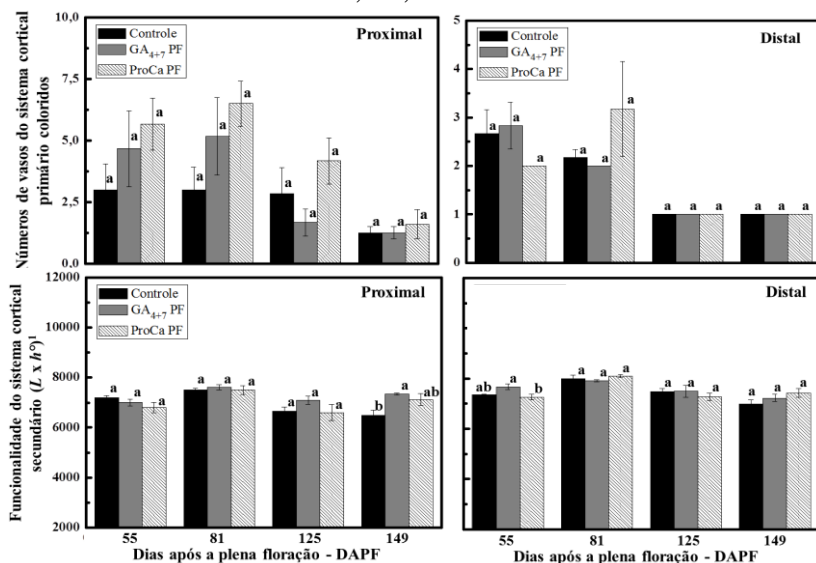 Proximal
Controle
GA4+7 PF
ProCa PF
Números de vasos do sistema cortical
primário coloridos
10,0
7,5
5,0
2,5
0,0
a a a a a a a a a a a a
Distal
Controle
GA4+7 PF
ProCa PF
5
4
3
2
1
0
a a a a a a a a a a a a
Proximal
Controle
GA4+7 PF
ProCa PF
Funcionalidade do sistema cortical
secundário (L x hº)1
12000
10000
8000
6000
4000
2000
a a a a a a a a a b a ab
55 81 125 149
Dias após a plena floração - DAPF
Distal
ab a b a a a a a a a a a
55 81 125 149
Dias após a plena floração - DAPF